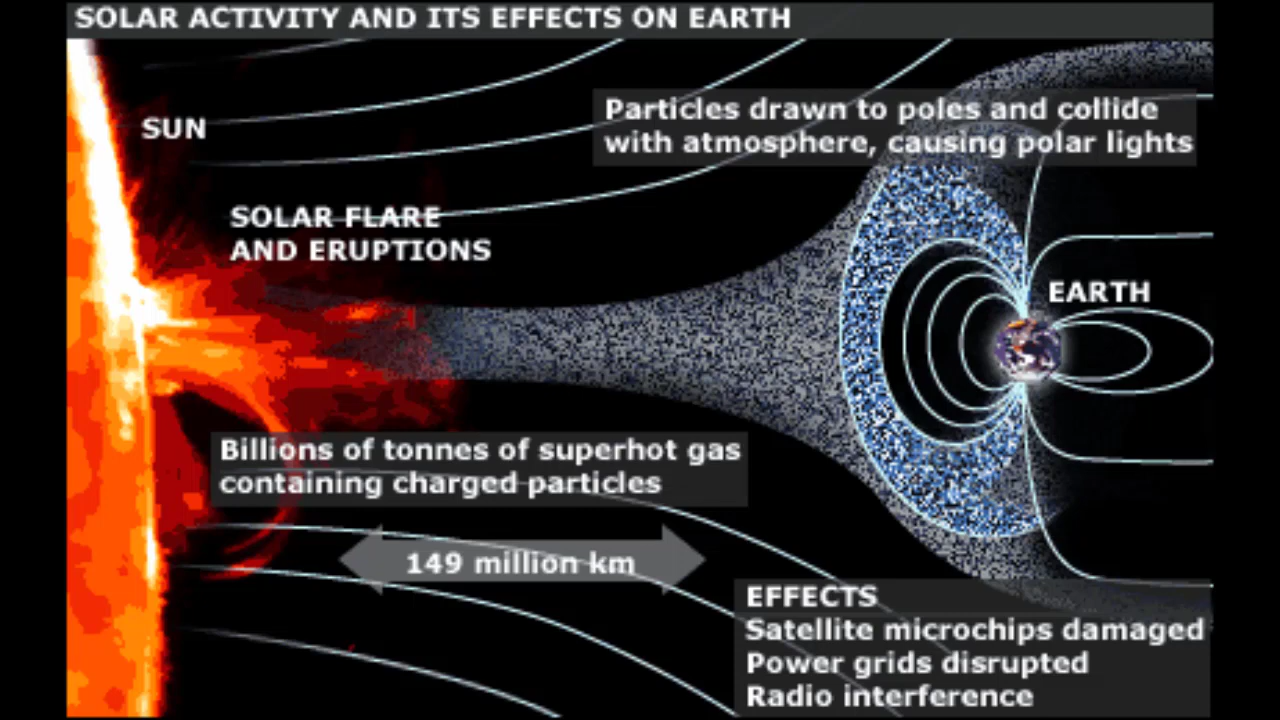 SOLAR ACTIVITY AND ITS EFFECTS ON EARTH
Particles drawn to poles and collide
with atmosphere, causing polar lights
SUN
SOLAR FLARE
AND ERUPTIONS
EARTH
Billions of tonnes of superhot gas
containing charged particles
149 million km
EFFECTS
Satellite microchips damaged
Power grids disrupted
Radio interference